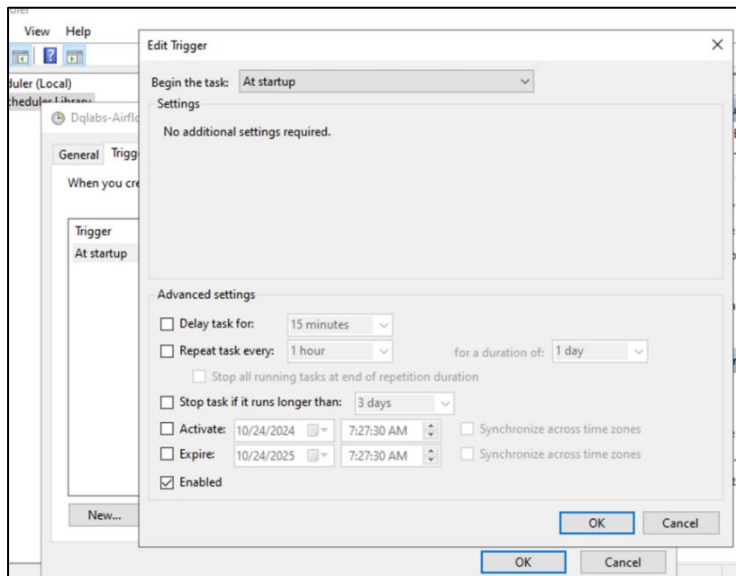 View Help
Edit Trigger
Begin the task: At startup
Settings
No additional settings required.
duler (Local)
Dqlabs-Airflo
General Trigg
When you cre
Trigger
At startup
New...
Advanced settings
Delay task for: 15 minutes
Repeat task every: 1 hour for a duration of: 1 day
Stop all running tasks at end of repetition duration
Stop task if it runs longer than: 3 days
Activate: 10/24/2024 7:27:30 AM Synchronize across time zones
Expire: 10/24/2025 7:27:30 AM Synchronize across time zones
Enabled
OK Cancel
OK Cancel